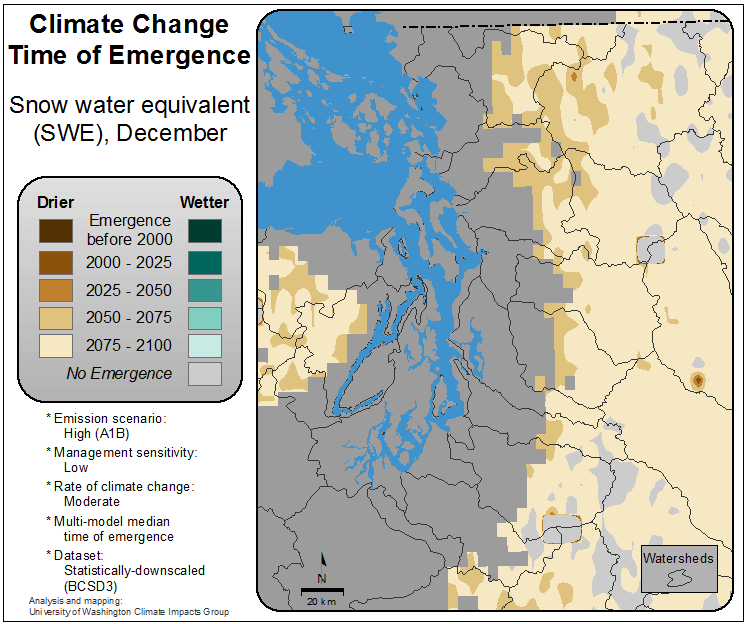 Climate Change
Time of Emergence
Snow water equivalent
(SWE), December
Drier
Wetter
Emergence
before 2000
2000 - 2025
2025 - 2050
2050 - 2075
2075 - 2100
No Emergence
* Emission scenario:
High (A1B)
* Management sensitivity:
Low
* Rate of climate change:
Moderate
* Multi-model median
time of emergence
* Dataset:
Statistically-downscaled
(BCSD3)
Analysis and mapping:
University of Washington Climate Impacts Group
N
20 km
Watersheds